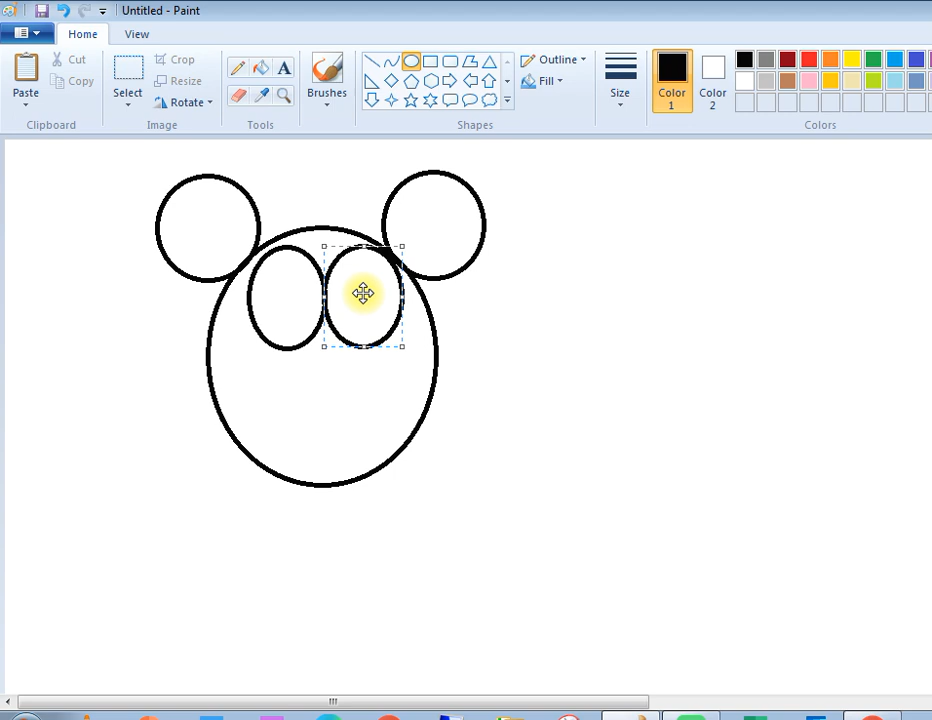 Untitled - Paint
Home View
Paste
Cut
Copy
Clipboard
Select
Crop
Resize
Rotate
Image
A
Tools
Brushes
Outline
Fill
Shapes
Size
Color 1
Color 2
Colors